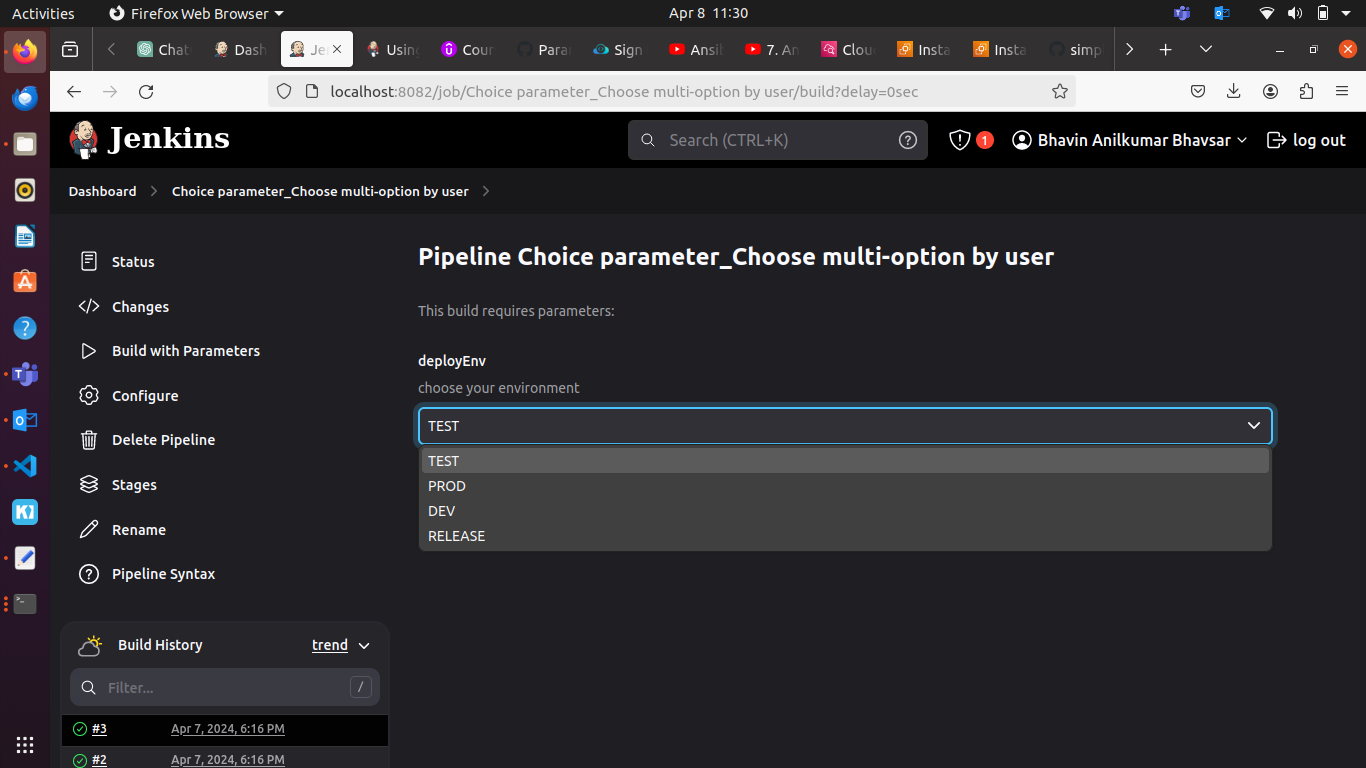 Activities Firefox Web Browser Apr 8 11:30
Chat Dash Je Using Cour Para Sign Ansib 7. An Cloud Insta Insta simp
localhost:8082/job/Choice parameter_Choose multi-option by user/build?delay=0sec
Jenkins Search (CTRL+K) 1 Bhavin Anilkumar Bhavsar log out
Dashboard Choice parameter_Choose multi-option by user
Status
Changes
Build with Parameters
Configure
Delete Pipeline
Stages
Rename
Pipeline Syntax
Build History trend
Filter... /
#3 Apr 7, 2024, 6:16 PM
#2 Apr 7, 2024, 6:16 PM
Pipeline Choice parameter_Choose multi-option by user
This build requires parameters:
deployEnv
choose your environment
TEST
TEST
PROD
DEV
RELEASE